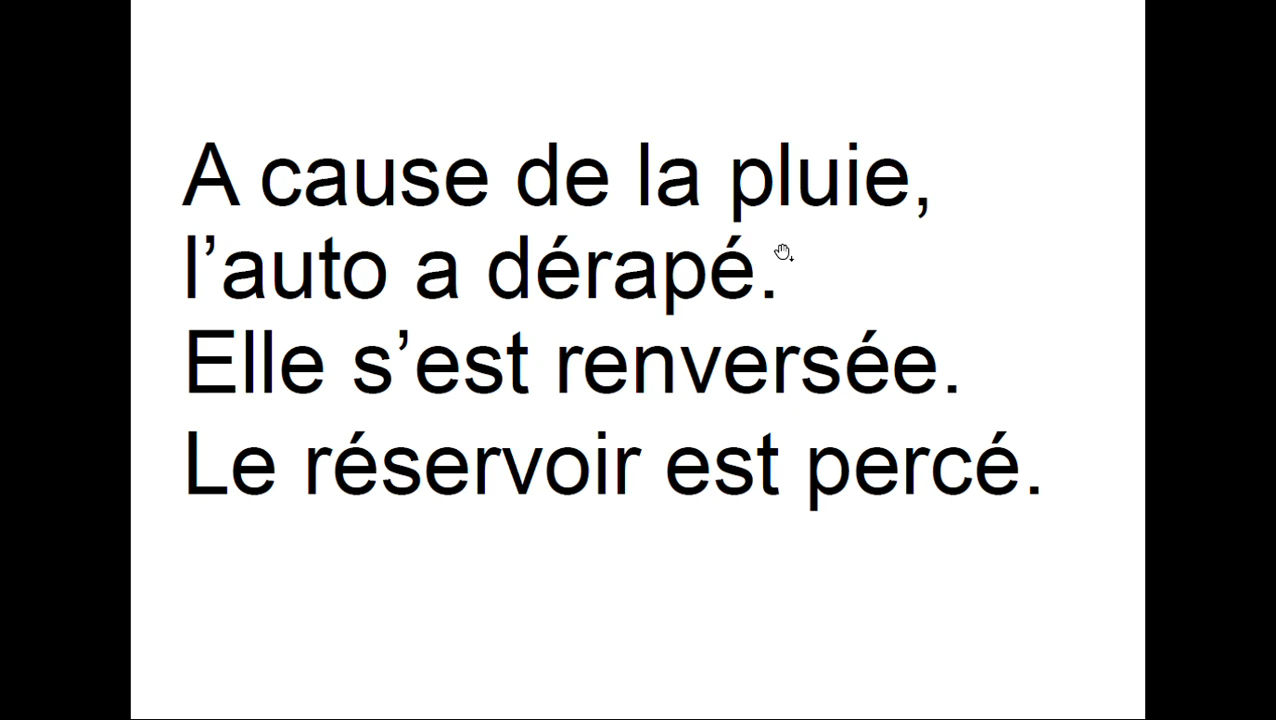 A cause de la pluie,
l’auto a dérapé.
Elle s’est renversée.
Le réservoir est percé.